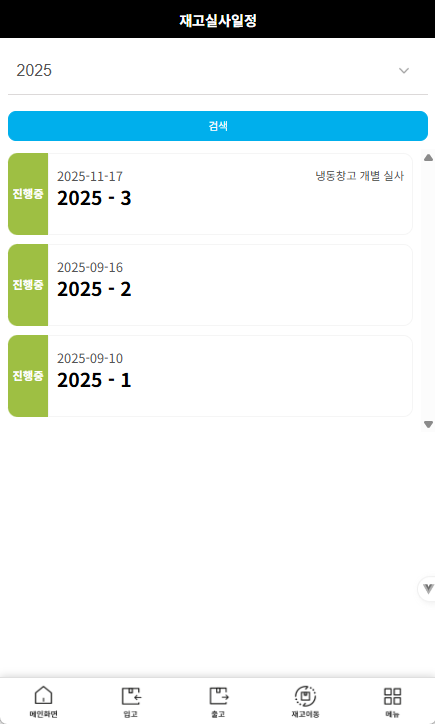 재고실사일정
2025
검색
진행중
2025-11-17
냉동창고 개별 실사
2025 - 3
진행중
2025-09-16
2025 - 2
진행중
2025-09-10
2025 - 1
메인화면
입고
출고
재고이동
메뉴